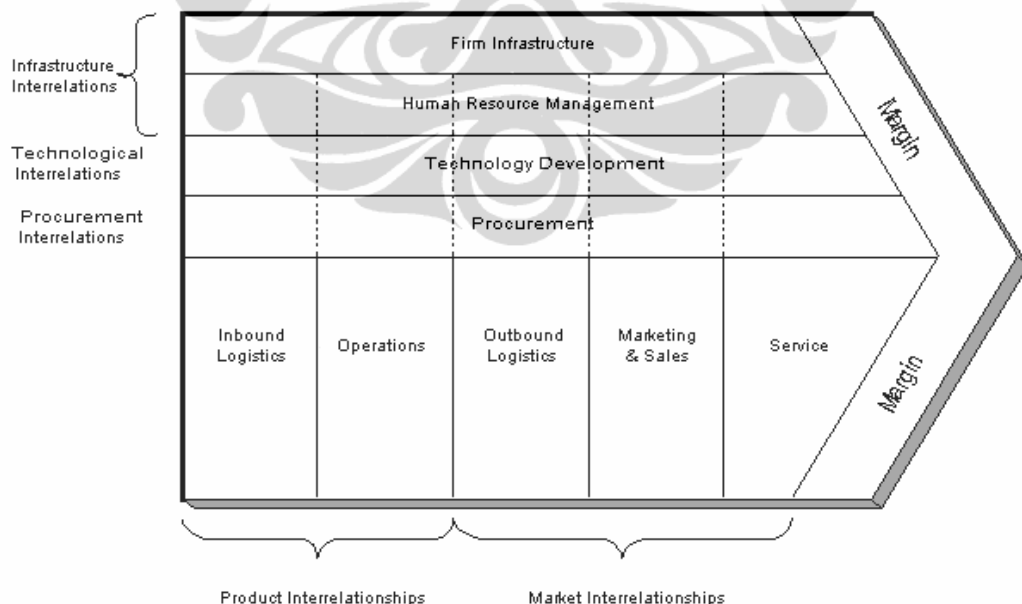 Firm Infrastructure
Infrastructure
Interrelations
Human Resource Management
Technological
Interrelations
Technology Development
Procurement
Interrelations
Procurement
Margin
Inbound
Logistics
Operations
Outbound
Logistics
Marketing
& Sales
Service
Margin
Product Interrelationships
Market Interrelationships